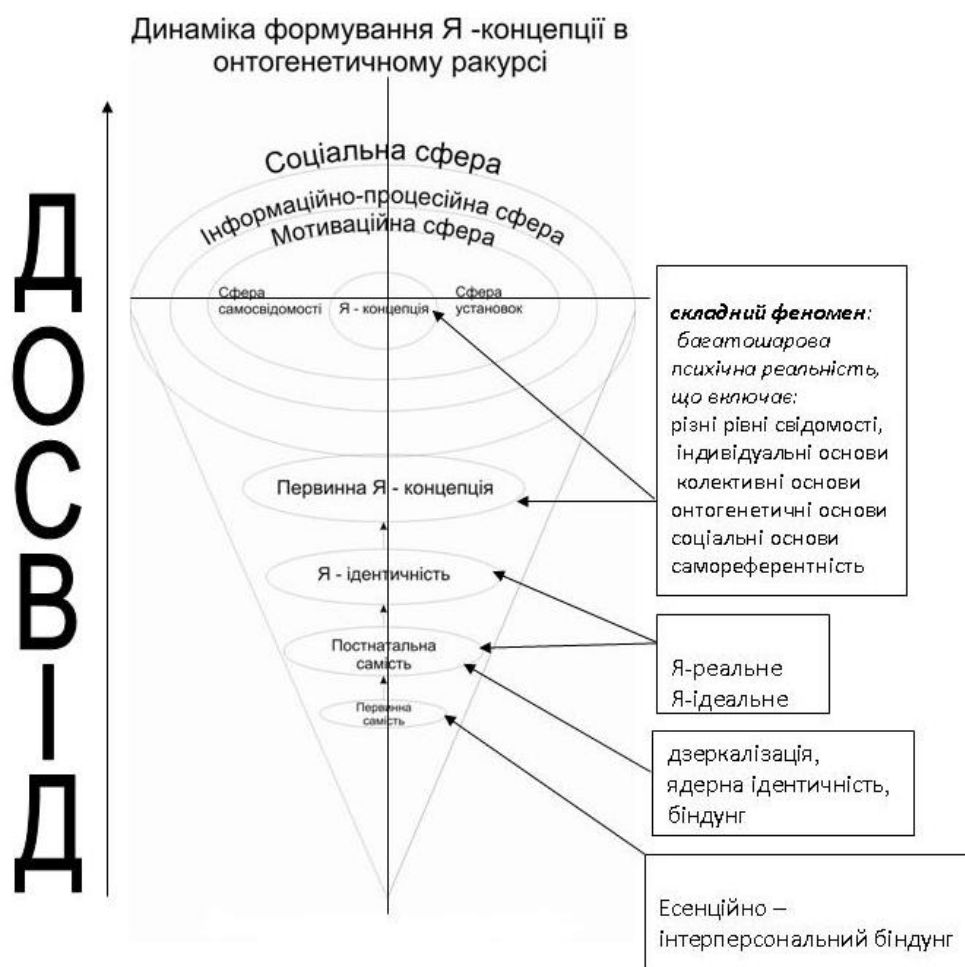 Динаміка формування Я -концепції в
онтогенетичному ракурсі
ДОСВІД
Соціальна сфера
Інформаційно-процесійна сфера
Мотиваційна сфера
Сфера
самосвідомості
Я - концепція
Сфера
установок
Первинна Я - концепція
Я - ідентичність
Постнатальна
самість
Первинна
самість
складний феномен:
багатошарова
психічна реальність,
що включає:
різні рівні свідомості,
індивідуальні основи
колективні основи
онтогенетичні основи
соціальні основи
самореферентність
Я-реальне
Я-ідеальне
дзеркалізація,
ядерна ідентичність,
біндунг
Есенційно –
інтерперсональний біндунг